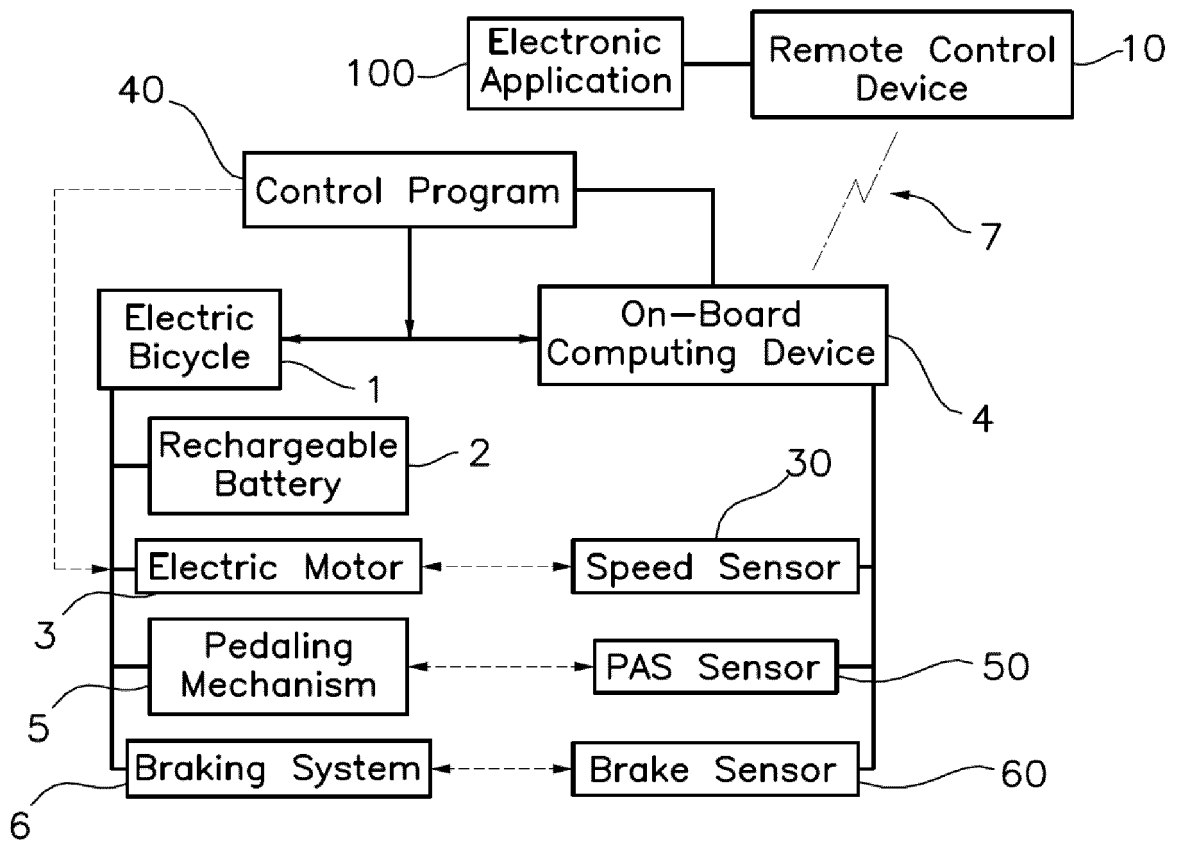 Electronic
Application
100
Remote Control
Device
10
40
Control Program
7
Electric
Bicycle
1
On-Board
Computing Device
4
Rechargeable
Battery
2
30
Electric Motor
3
Speed Sensor
Pedaling
Mechanism
5
PAS Sensor
50
Braking System
6
Brake Sensor
60